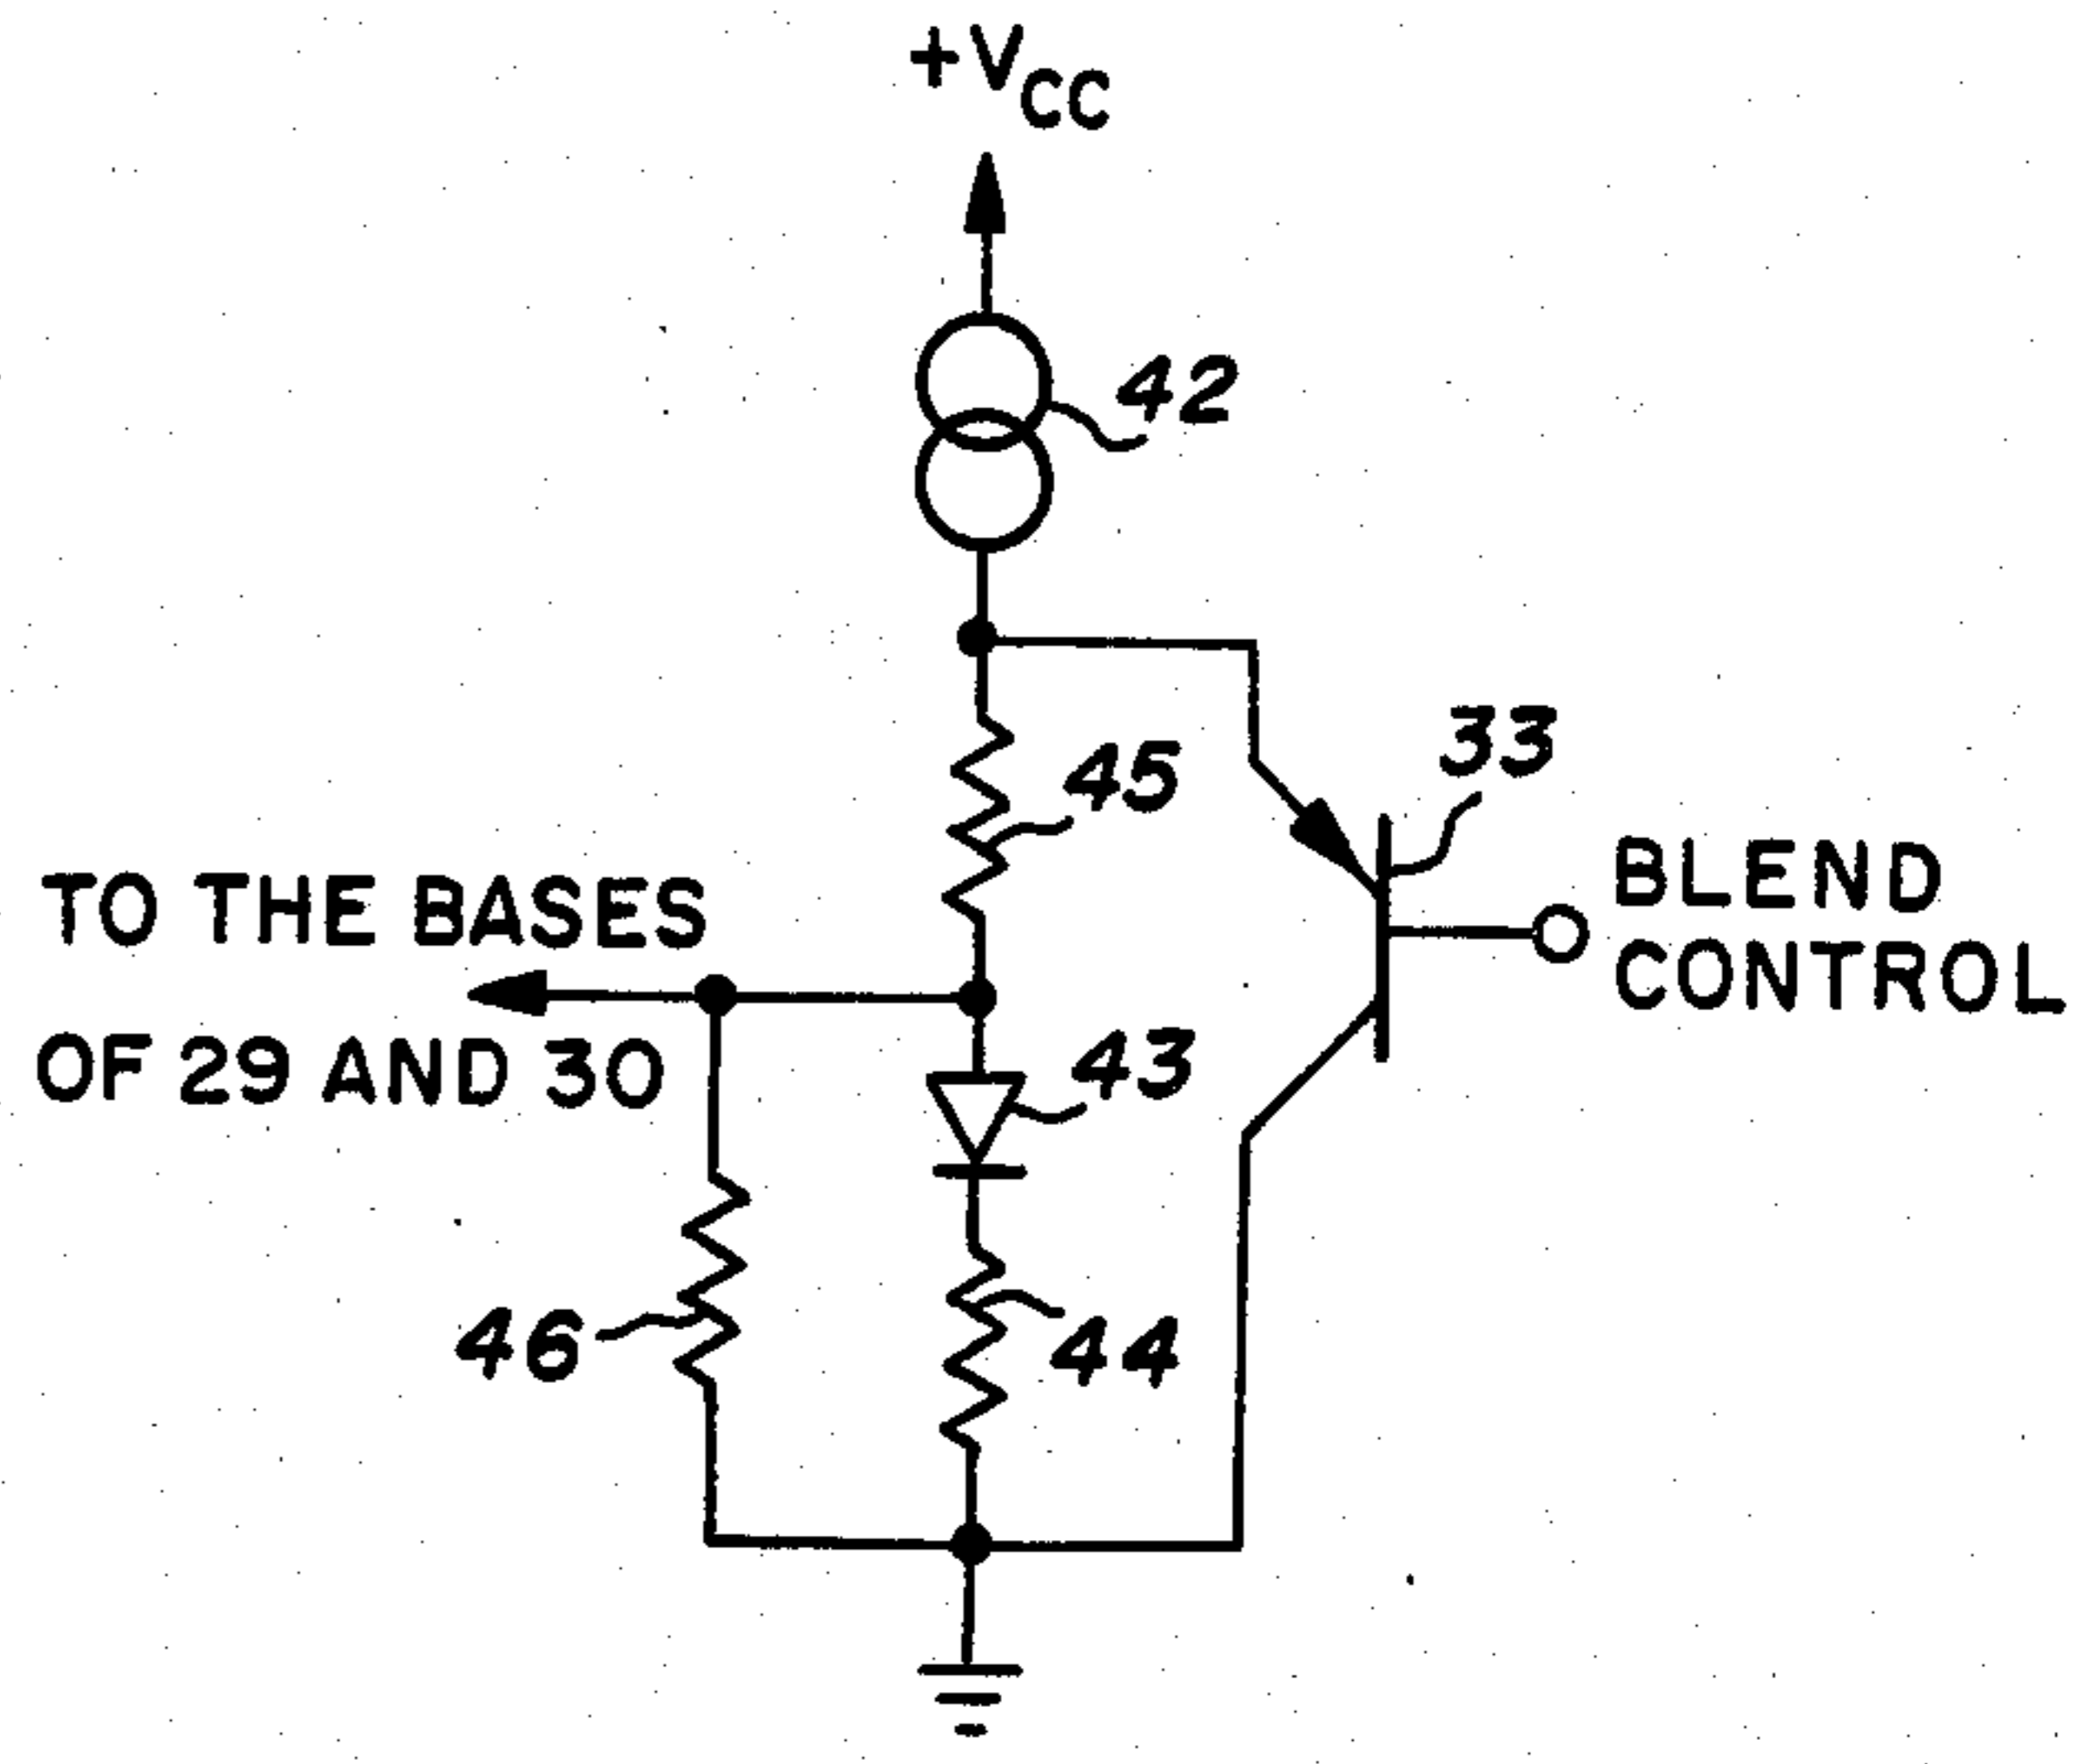 +VCC
42
33
45
BLEND
CONTROL
TO THE BASES
OF 29 AND 30
43
46
44